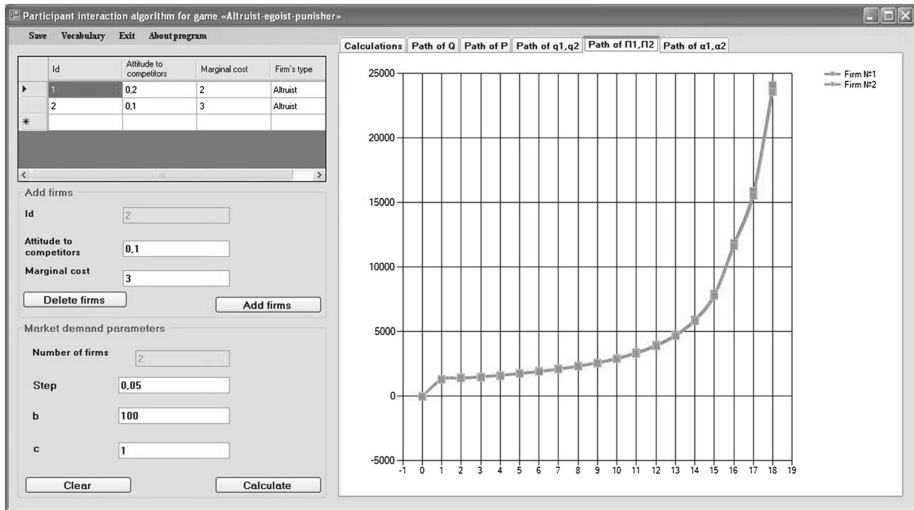 Participant interaction algorithm for game «Altruist-egoist-punisher»
Save Vocabulary Exit About program
Id Attitude to competitors Marginal cost Firm's type
1 0,2 2 Altruist
2 0,1 3 Altruist
Add firms
Id 2
Attitude to
competitors 0,1
Marginal cost 3
Delete firms Add firms
Market demand parameters
Number of firms 2
Step 0,05
b 100
c 1
Clear Calculate
Calculations Path of Q Path of P Path of q1,q2 Path of П1,П2 Path of α1,α2
25000
20000
15000
10000
5000
0
-5000
-1 0 1 2 3 4 5 6 7 8 9 10 11 12 13 14 15 16 17 18 19
Firm №1
Firm №2